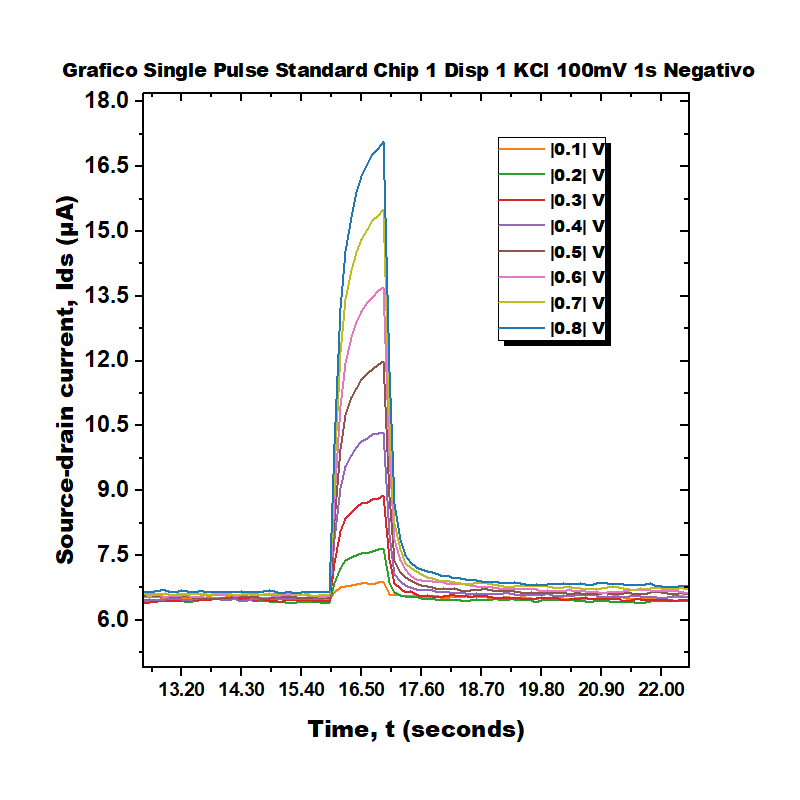 Grafico Single Pulse Standard Chip 1 Disp 1 KCl 100mV 1s Negativo
18.0
16.5
15.0
13.5
12.0
10.5
9.0
7.5
6.0
Source-drain current, Ids (µA)
|0.1| V
|0.2| V
|0.3| V
|0.4| V
|0.5| V
|0.6| V
|0.7| V
|0.8| V
13.20 14.30 15.40 16.50 17.60 18.70 19.80 20.90 22.00
Time, t (seconds)